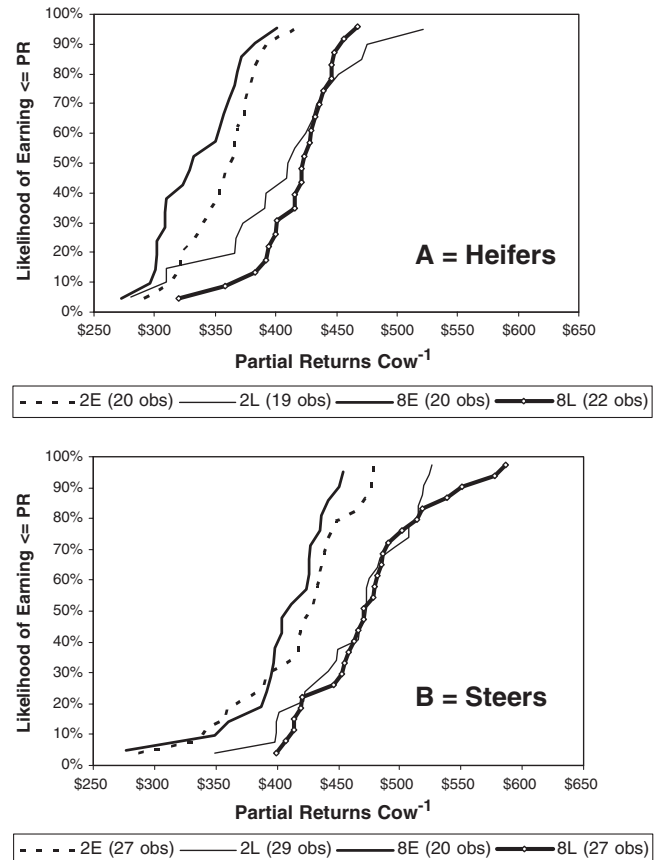 100%
90%
80%
70%
60%
50%
40%
30%
20%
10%
0%
Likelihood of Earning <= PR
A = Heifers
$250 $300 $350 $400 $450 $500 $550 $600 $650
Partial Returns Cow-1
2E (20 obs) 2L (19 obs) 8E (20 obs) 8L (22 obs)
100%
90%
80%
70%
60%
50%
40%
30%
20%
10%
0%
Likelihood of Earning <= PR
B = Steers
$250 $300 $350 $400 $450 $500 $550 $600 $650
Partial Returns Cow-1
2E (27 obs) 2L (29 obs) 8E (20 obs) 8L (27 obs)